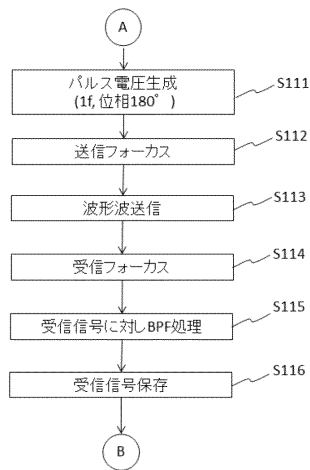 A
パルス電圧生成
(1f, 位相180°)
S111
送信フォーカス
S112
波形波送信
S113
受信フォーカス
S114
受信信号に対しBPF処理
S115
受信信号保存
S116
B